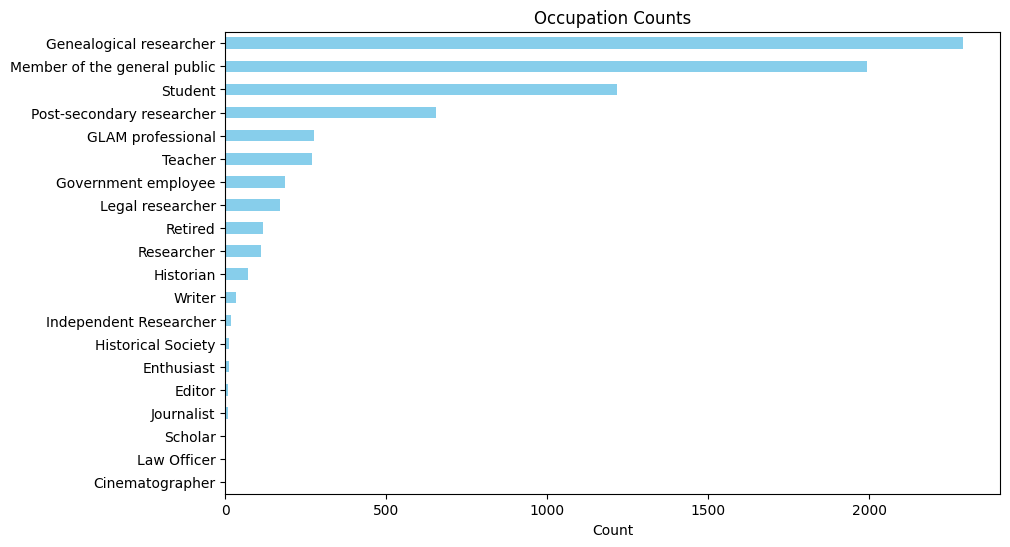 Occupation Counts
Genealogical researcher
Member of the general public
Student
Post-secondary researcher
GLAM professional
Teacher
Government employee
Legal researcher
Retired
Researcher
Historian
Writer
Independent Researcher
Historical Society
Enthusiast
Editor
Journalist
Scholar
Law Officer
Cinematographer
0 500 1000 1500 2000
Count